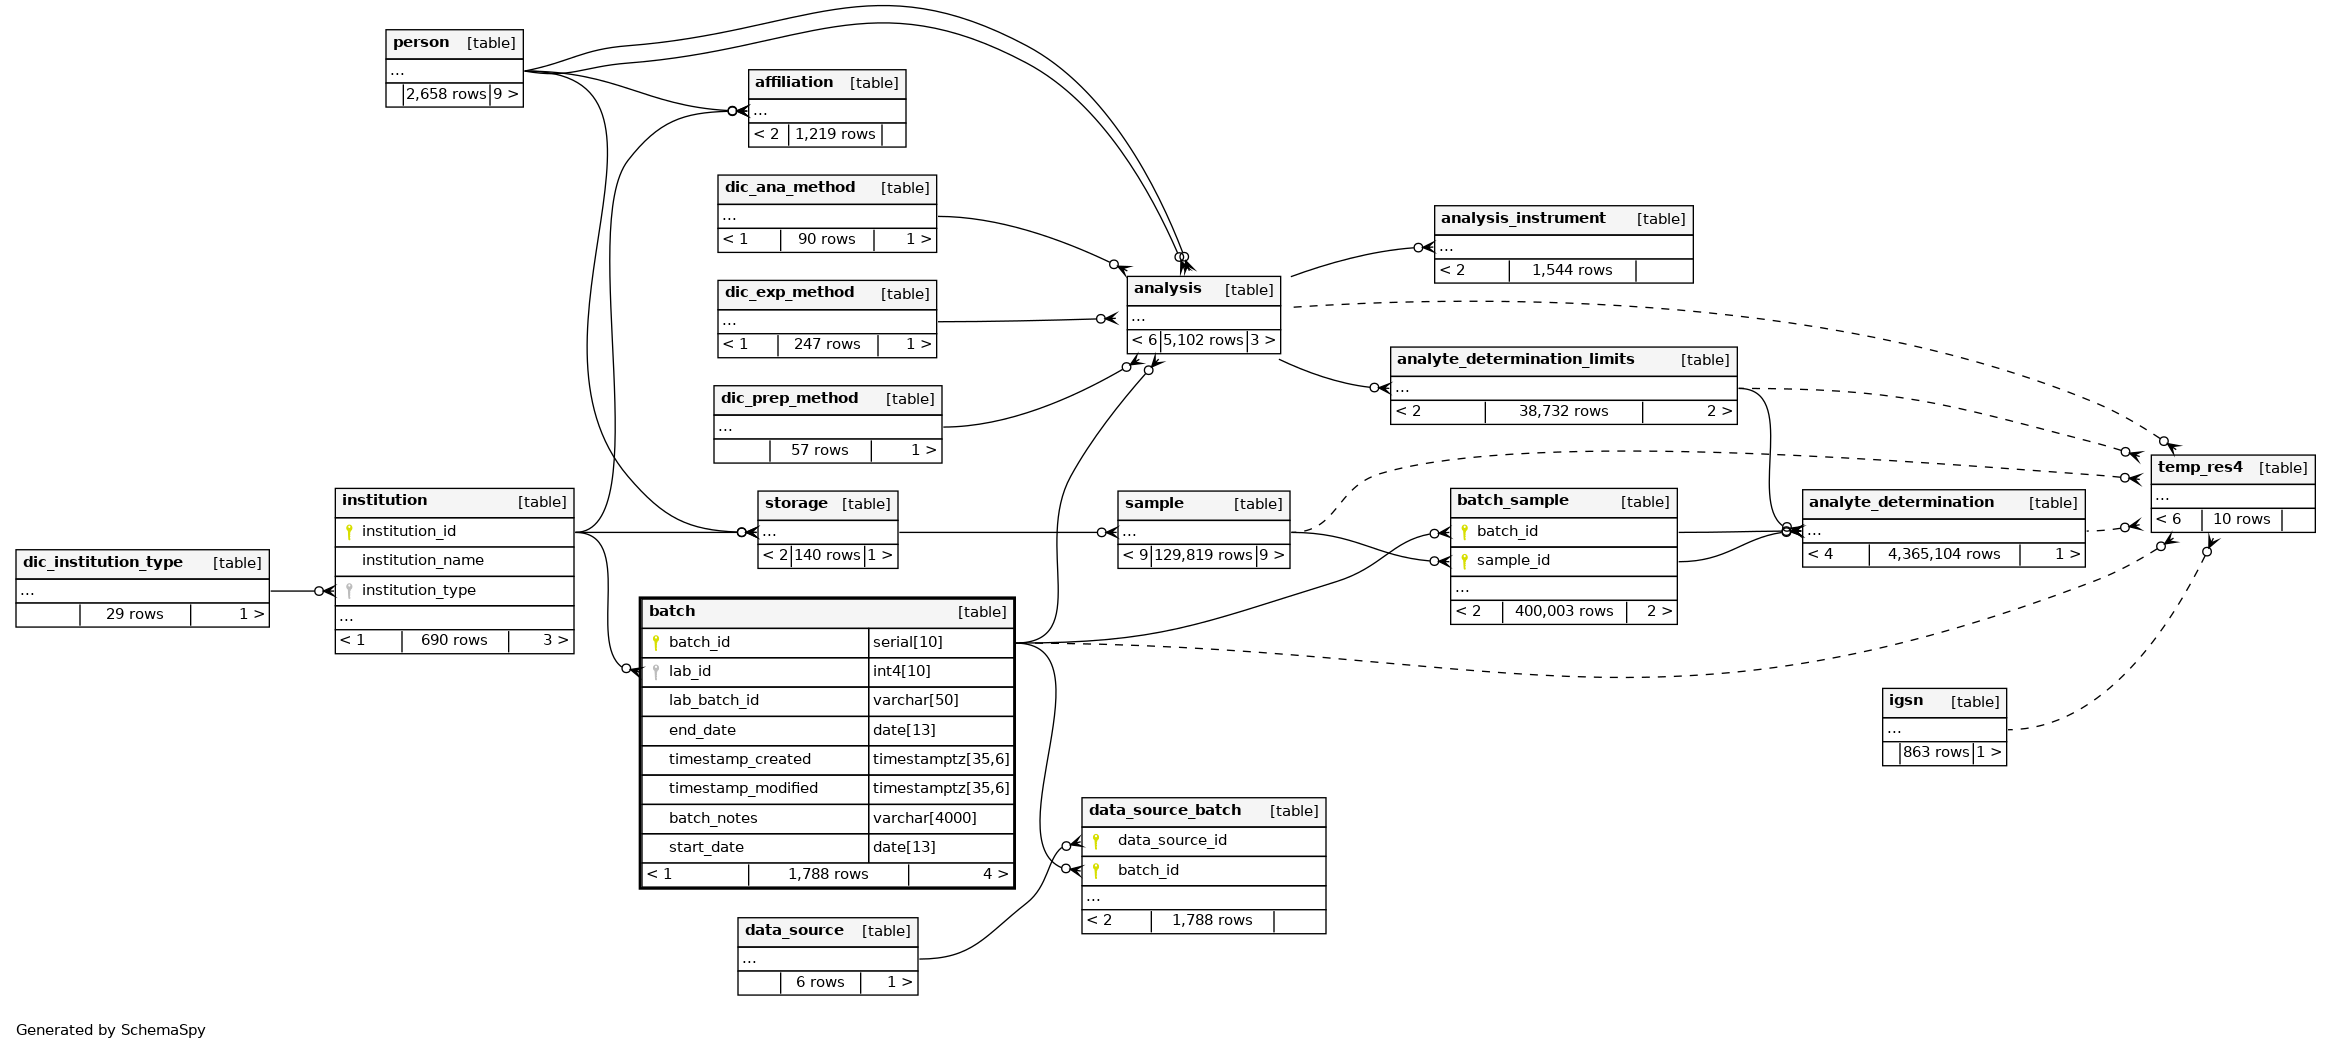 person [table]
...
2,658 rows 9 >
affiliation [table]
...
< 2 1,219 rows
dic_ana_method [table]
...
< 1 90 rows 1 >
analysis_instrument [table]
...
< 2 1,544 rows
dic_exp_method [table]
...
< 1 247 rows 1 >
analysis [table]
...
< 6 5,102 rows 3 >
analyte_determination_limits [table]
...
< 2 38,732 rows 2 >
dic_prep_method [table]
...
57 rows 1 >
temp_res4 [table]
...
< 6 10 rows
institution [table]
institution_id
institution_name
institution_type
...
< 1 690 rows 3 >
storage [table]
...
< 2 140 rows 1 >
sample [table]
...
< 9 129,819 rows 9 >
batch_sample [table]
batch_id
sample_id
...
< 2 400,003 rows 2 >
analyte_determination [table]
...
< 4 4,365,104 rows 1 >
dic_institution_type [table]
...
29 rows 1 >
batch [table]
batch_id serial[10]
lab_id int4[10]
lab_batch_id varchar[50]
end_date date[13]
timestamp_created timestamptz[35,6]
timestamp_modified timestamptz[35,6]
batch_notes varchar[4000]
start_date date[13]
< 1 1,788 rows 4 >
igsn [table]
...
863 rows 1 >
data_source_batch [table]
data_source_id
batch_id
...
< 2 1,788 rows
data_source [table]
...
6 rows 1 >
Generated by SchemaSpy